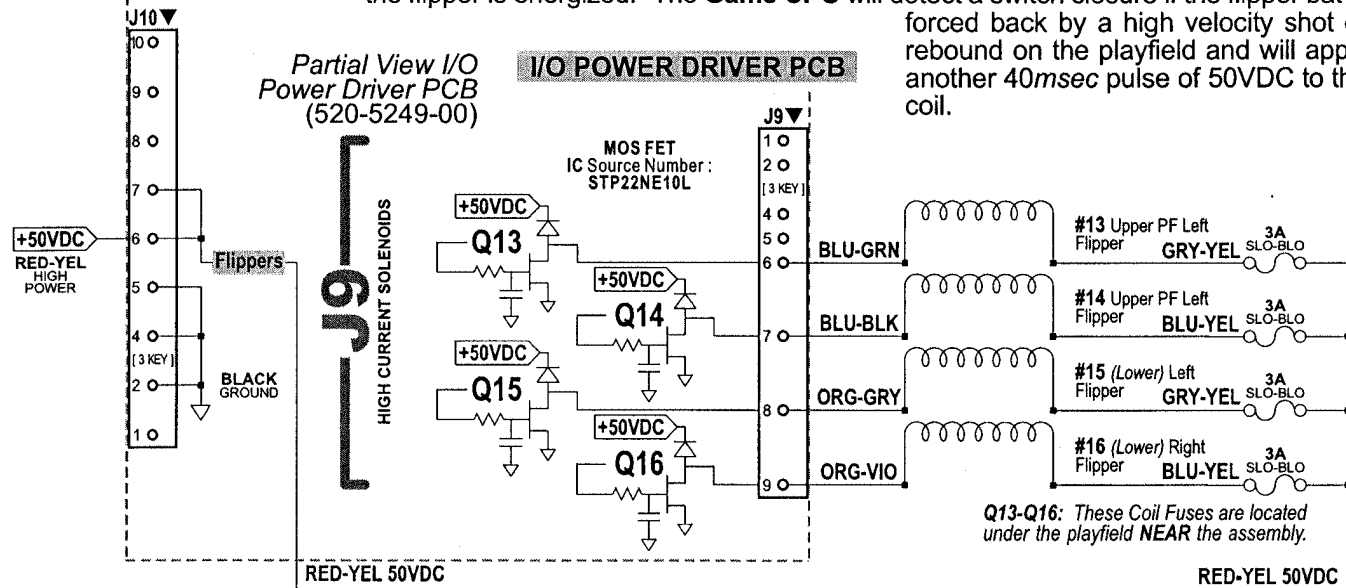 the flipper is energized. The Game CPU will detect a switch closure if the flipper
forced back by a high velocity shot
rebound on the playfield and will
another 40msec pulse of 50VDC to
coil.
J10▼
10
9
8
7
6
5
4
[ 3 KEY ]
2
1
+50VDC
RED-YEL
HIGH
POWER
Flippers
BLACK
GROUND
Partial View I/O
Power Driver PCB
(520-5249-00)
I/O POWER DRIVER PCB
J9
HIGH CURRENT SOLENOIDS
MOS FET
IC Source Number :
STP22NE10L
+50VDC
Q13
+50VDC
Q14
+50VDC
Q15
+50VDC
Q16
J9▼
1
2
[ 3 KEY ]
4
5
6
7
8
9
BLU-GRN
BLU-BLK
ORG-GRY
ORG-VIO
#13 Upper PF Left
Flipper
GRY-YEL
3A
SLO-BLO
#14 Upper PF Left
Flipper
BLU-YEL
3A
SLO-BLO
#15 (Lower) Left
Flipper
GRY-YEL
3A
SLO-BLO
#16 (Lower) Right
Flipper
BLU-YEL
3A
SLO-BLO
Q13-Q16: These Coil Fuses are located
under the playfield NEAR the assembly.
RED-YEL 50VDC
RED-YEL 50VDC